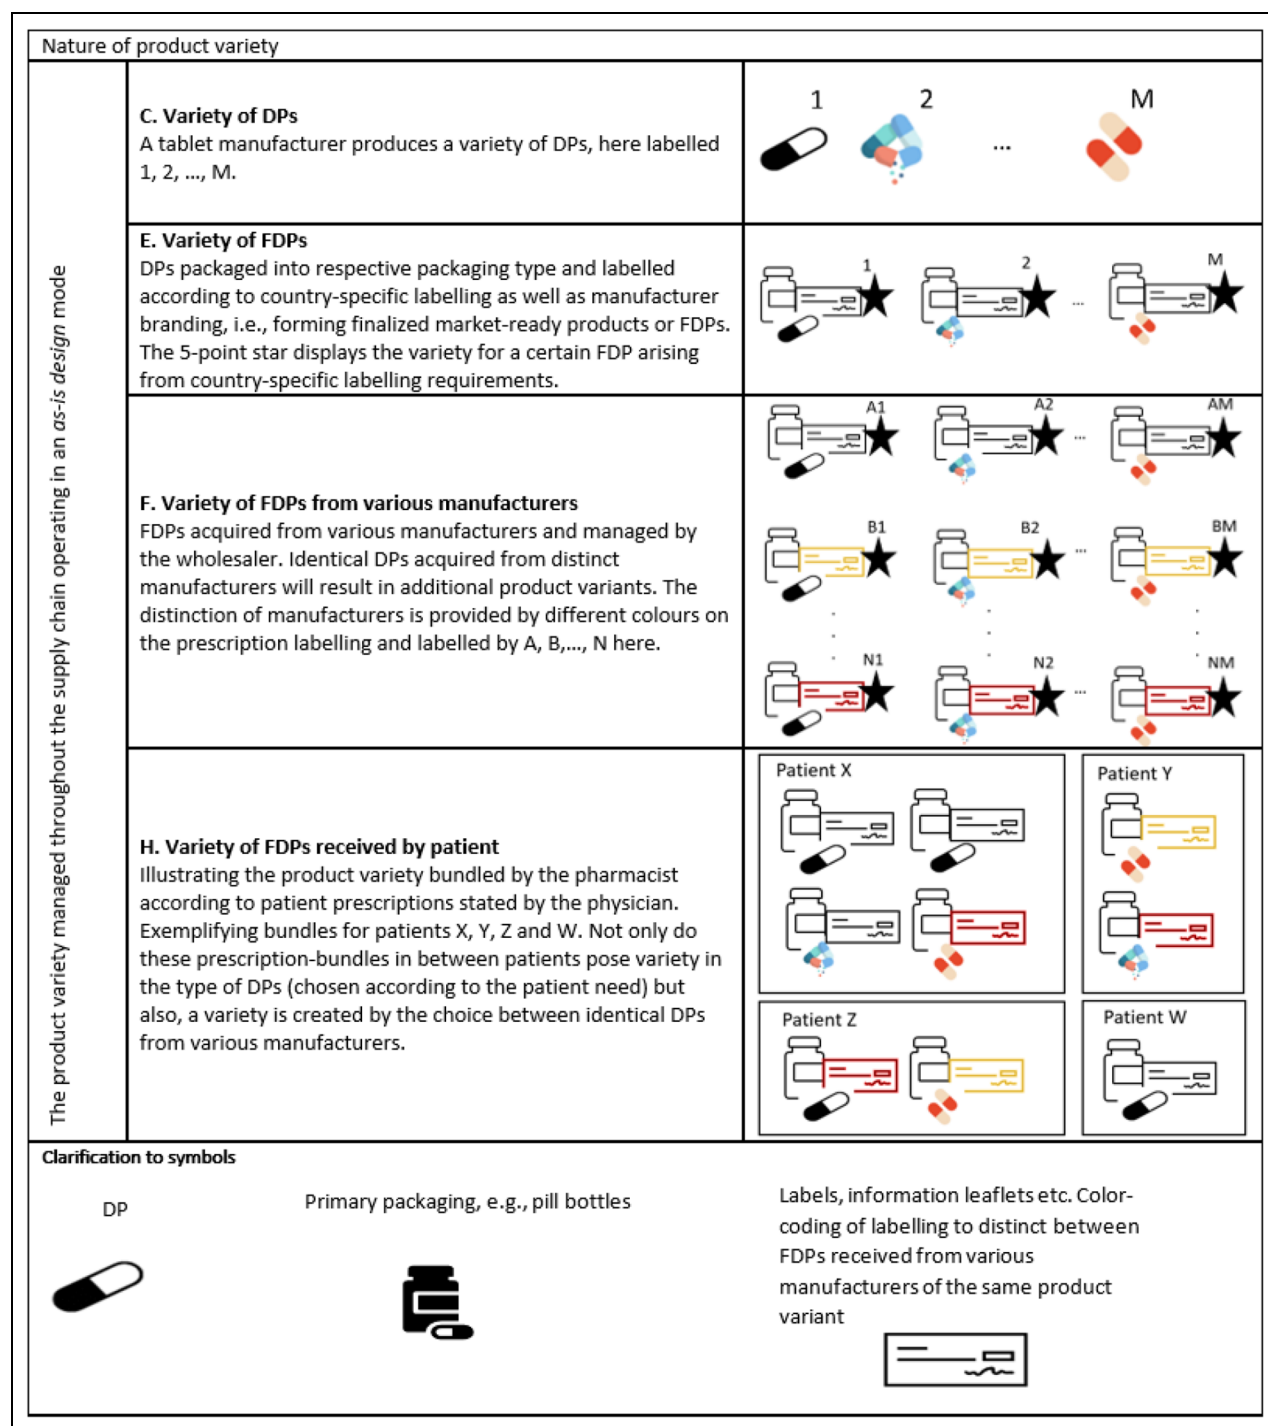 Nature of product variety
The product variety managed throughout the supply chain operating in an as-is design mode
C. Variety of DPs
A tablet manufacturer produces a variety of DPs, here labelled
1, 2, ..., M.
1
2
...
M
E. Variety of FDPs
DPs packaged into respective packaging type and labelled
according to country-specific labelling as well as manufacturer
branding, i.e., forming finalized market-ready products or FDPs.
The 5-point star displays the variety for a certain FDP arising
from country-specific labelling requirements.
1
2
...
M
F. Variety of FDPs from various manufacturers
FDPs acquired from various manufacturers and managed by
the wholesaler. Identical DPs acquired from distinct
manufacturers will result in additional product variants. The
distinction of manufacturers is provided by different colours on
the prescription labelling and labelled by A, B,..., N here.
A1
A2
...
AM
B1
B2
...
BM
N1
N2
...
NM
H. Variety of FDPs received by patient
Illustrating the product variety bundled by the pharmacist
according to patient prescriptions stated by the physician.
Exemplifying bundles for patients X, Y, Z and W. Not only do
these prescription-bundles in between patients pose variety in
the type of DPs (chosen according to the patient need) but
also, a variety is created by the choice between identical DPs
from various manufacturers.
Patient X
Patient Y
Patient Z
Patient W
Clarification to symbols
DP
Primary packaging, e.g., pill bottles
Labels, information leaflets etc. Color-
coding of labelling to distinct between
FDPs received from various
manufacturers of the same product
variant